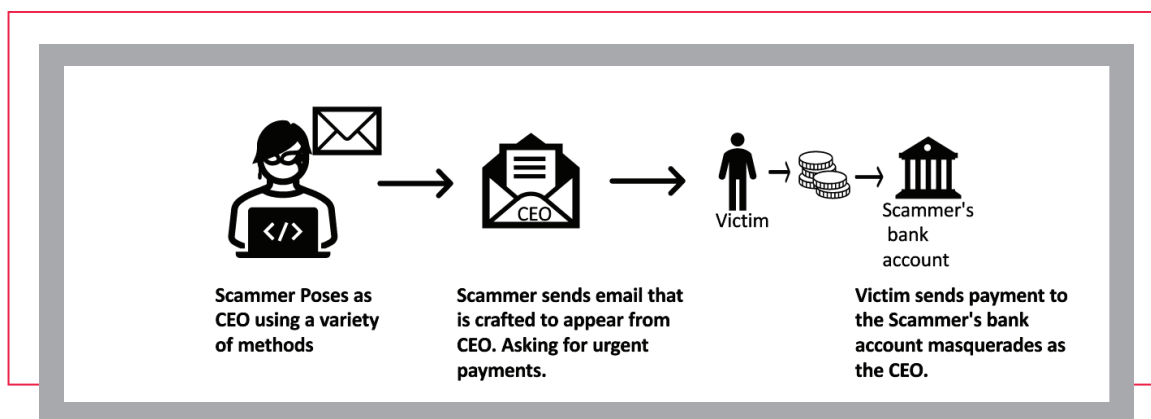 </>
CEO
Victim
Scammer's
bank
account
Scammer Poses as
CEO using a variety
of methods
Scammer sends email that
is crafted to appear from
CEO. Asking for urgent
payments.
Victim sends payment to
the Scammer's bank
account masquerades as
the CEO.